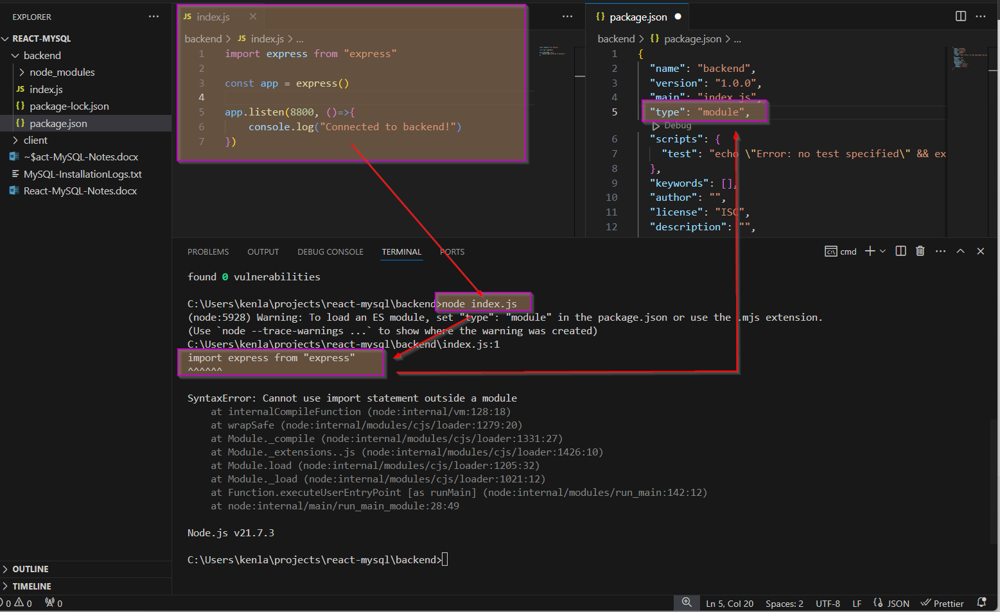 EXPLORER
REACT-MYSQL
backend
node_modules
JS index.js
{} package-lock.json
{} package.json
client
~$act-MySQL-Notes.docx
MySQL-InstallationLogs.txt
React-MySQL-Notes.docx
OUTLINE
TIMELINE
JS index.js
backend > JS index.js > ...
1 import express from "express"
2
3 const app = express()
4
5 app.listen(8800, ()=>{
6 console.log("Connected to backend!")
7 })
{} package.json
backend > {} package.json > ...
1 {
2 "name": "backend",
3 "version": "1.0.0",
4 "main": "index.js",
5 "type": "module",
Debug
6 "scripts": {
7 "test": "echo \"Error: no test specified\" && ex
8 },
9 "keywords": [],
10 "author": "",
11 "license": "ISC",
12 "description": "",
PROBLEMS OUTPUT DEBUG CONSOLE TERMINAL PORTS
cmd
found 0 vulnerabilities
C:\Users\kenla\projects\react-mysql\backend>node index.js
(node:5928) Warning: To load an ES module, set "type": "module" in the package.json or use the .mjs extension.
(Use `node --trace-warnings ...` to show where the warning was created)
C:\Users\kenla\projects\react-mysql\backend\index.js:1
import express from "express"
^^^^^^
SyntaxError: Cannot use import statement outside a module
at internalCompileFunction (node:internal/vm:128:18)
at wrapSafe (node:internal/modules/cjs/loader:1279:20)
at Module._compile (node:internal/modules/cjs/loader:1331:27)
at Module._extensions..js (node:internal/modules/cjs/loader:1426:10)
at Module.load (node:internal/modules/cjs/loader:1205:32)
at Module._load (node:internal/modules/cjs/loader:1021:12)
at Function.executeUserEntryPoint [as runMain] (node:internal/modules/run_main:142:12)
at node:internal/main/run_main_module:28:49
Node.js v21.7.3
C:\Users\kenla\projects\react-mysql\backend>
0 0 0 Ln 5, Col 20 Spaces: 2 UTF-8 LF {} JSON Prettier